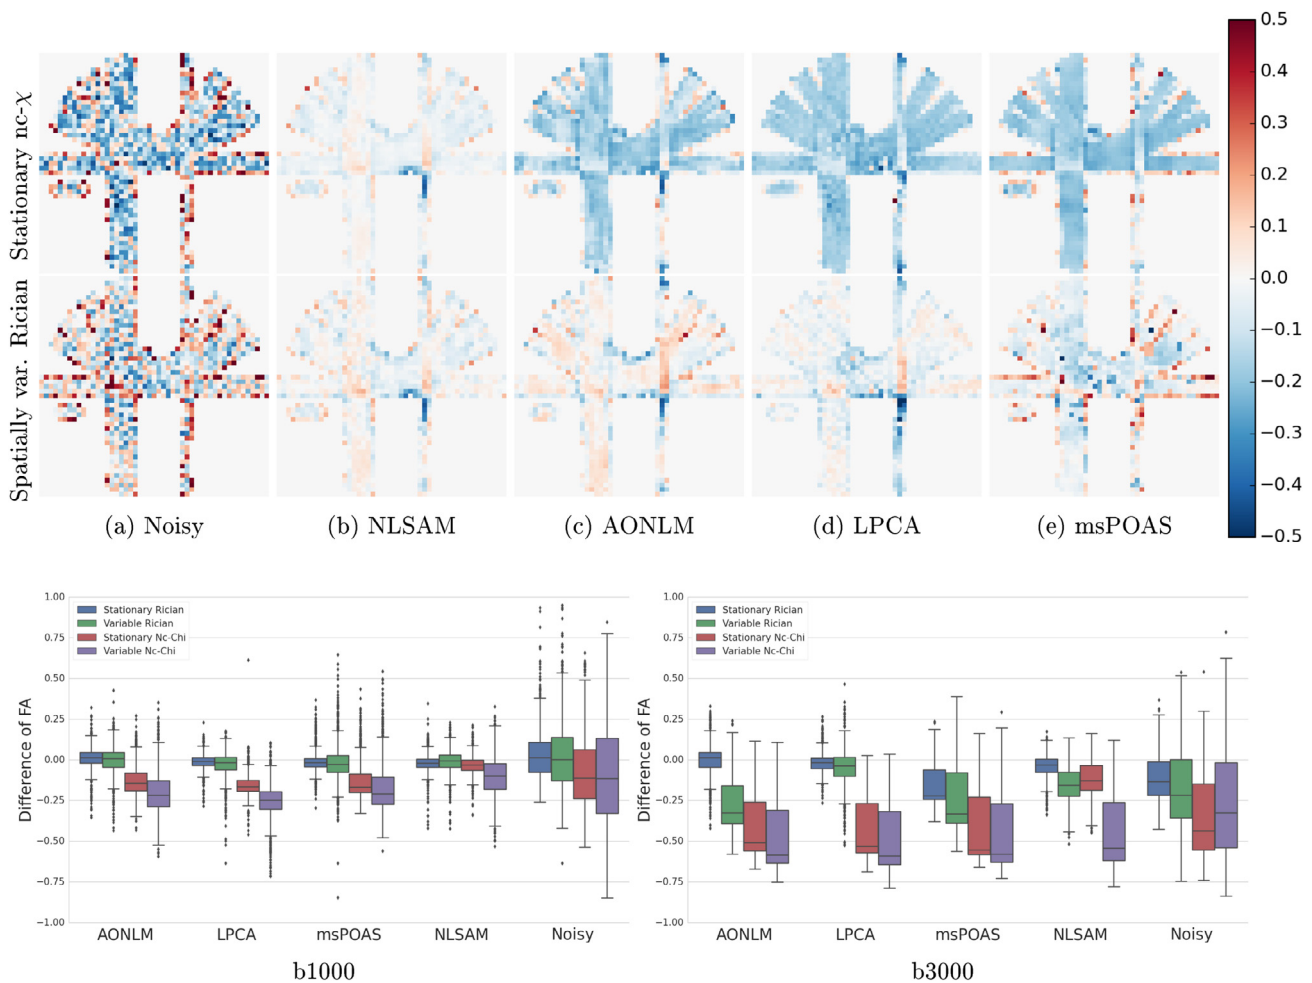 Stationary nc-χ
Spatially var. Rician
0.5
0.4
0.3
0.2
0.1
0.0
−0.1
−0.2
−0.3
−0.4
−0.5
(a) Noisy
(b) NLSAM
(c) AONLM
(d) LPCA
(e) msPOAS
Difference of FA
1.00
0.75
0.50
0.25
0.00
−0.25
−0.50
−0.75
−1.00
Stationary Rician
Variable Rician
Stationary Nc-Chi
Variable Nc-Chi
AONLM
LPCA
msPOAS
NLSAM
Noisy
b1000
Difference of FA
1.00
0.75
0.50
0.25
0.00
−0.25
−0.50
−0.75
−1.00
Stationary Rician
Variable Rician
Stationary Nc-Chi
Variable Nc-Chi
AONLM
LPCA
msPOAS
NLSAM
Noisy
b3000